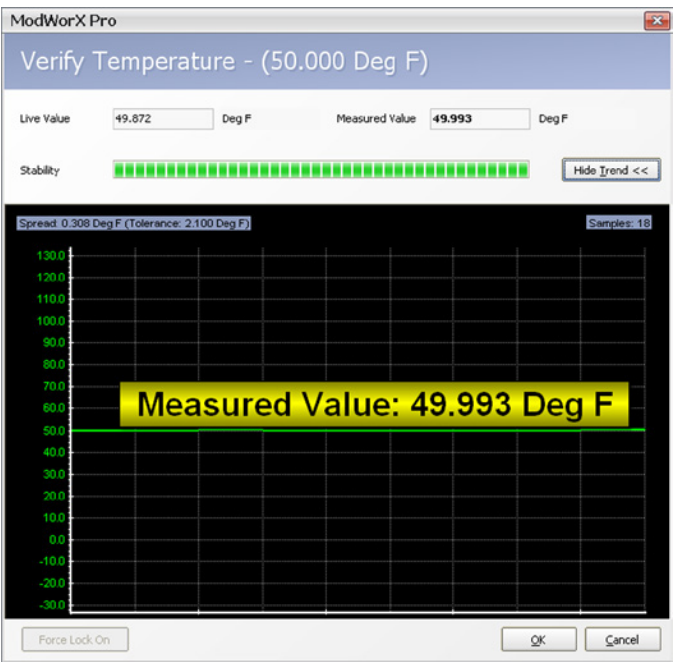 ModWorX Pro
Verify Temperature - (50.000 Deg F)
Live Value 49.872 Deg F Measured Value 49.993 Deg F
Stability Hide Trend <<
Spread: 0.308 Deg F (Tolerance: 2.100 Deg F) Samples: 18
130.0
120.0
110.0
100.0
90.0
80.0
70.0
Measured Value: 49.993 Deg F
60.0
50.0
40.0
30.0
20.0
10.0
0.0
-10.0
-20.0
-30.0
Force Lock On OK Cancel